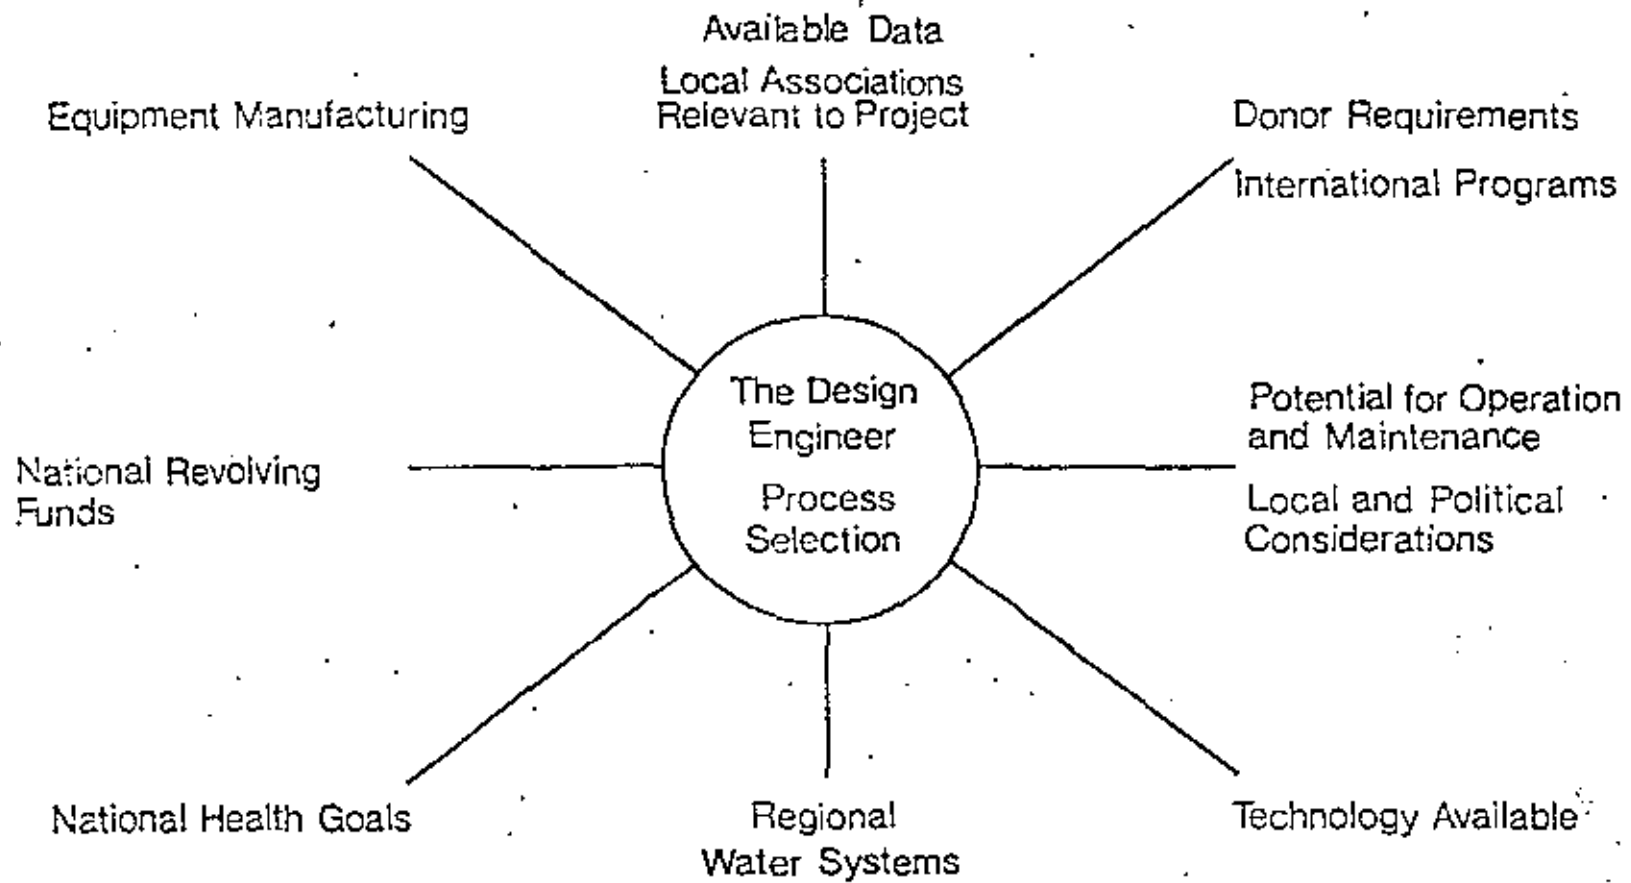 Available Data
Local Associations
Relevant to Project
Equipment Manufacturing
Donor Requirements
International Programs
The Design
Engineer
Process
Selection
Potential for Operation
and Maintenance
Local and Political
Considerations
National Revolving
Funds
National Health Goals
Regional
Water Systems
Technology Available